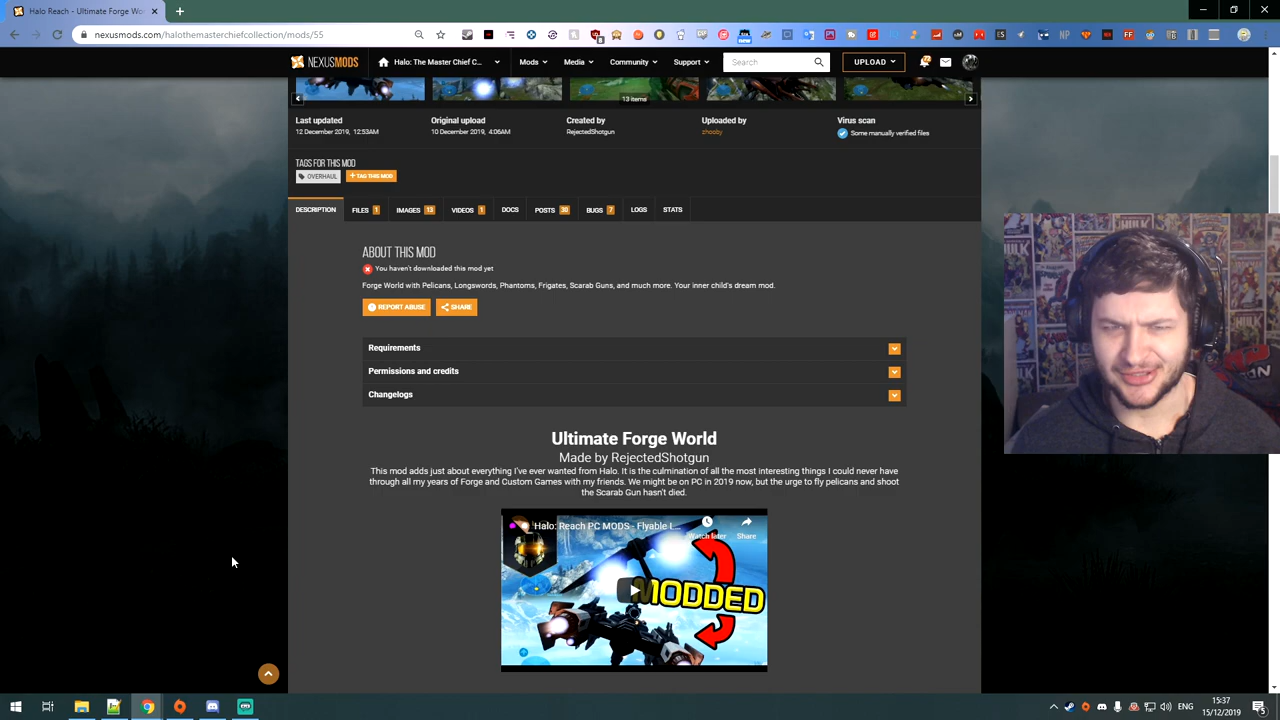 Halo Reach - Ultimate Forge Wo
nexusmods.com/halothemasterchiefcollection/mods/55
NEXUSMODS
Halo: The Master Chief C...
Mods
Media
Community
Support
Search
UPLOAD
13 items
Last updated
12 December 2019, 12:53AM
Original upload
10 December 2019, 4:06AM
Created by
RejectedShotgun
Uploaded by
zhooby
Virus scan
Some manually verified files
TAGS FOR THIS MOD
OVERHAUL
+ TAG THIS MOD
DESCRIPTION
FILES 1
IMAGES 13
VIDEOS 1
DOCS
POSTS 30
BUGS 7
LOGS
STATS
ABOUT THIS MOD
You haven't downloaded this mod yet
Forge World with Pelicans, Longswords, Phantoms, Frigates, Scarab Guns, and much more. Your inner child's dream mod.
REPORT ABUSE
SHARE
Requirements
Permissions and credits
Changelogs
Ultimate Forge World
Made by RejectedShotgun
This mod adds just about everything I've ever wanted from Halo. It is the culmination of all the most interesting things I could never have
through all my years of Forge and Custom Games with my friends. We might be on PC in 2019 now, but the urge to fly pelicans and shoot
the Scarab Gun hasn't died.
Halo: Reach PC MODS - Flyable L...
Watch later
Share
MODDED
HULK
ENG
15:37
15/12/2019